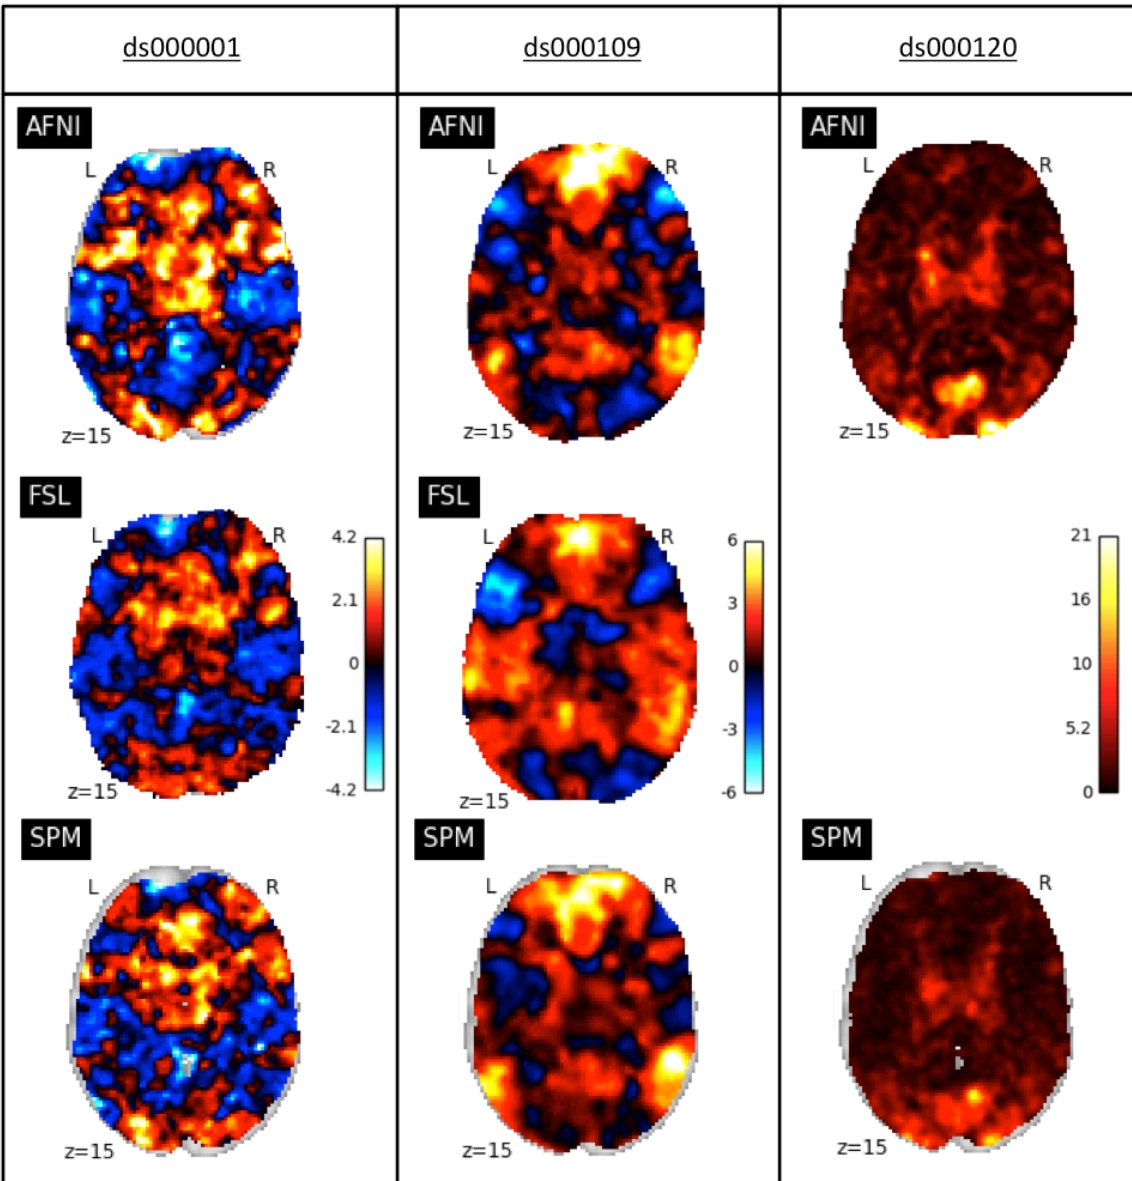 ds000001 ds000109 ds000120
AFNI AFNI AFNI
L R L R L R
z=15 z=15 z=15
FSL FSL
L R L R
4.2 6 21
2.1 3 16
0 0 10
-2.1 -3 5.2
-4.2 -6 0
z=15 z=15
SPM SPM SPM
L R L R L R
z=15 z=15 z=15